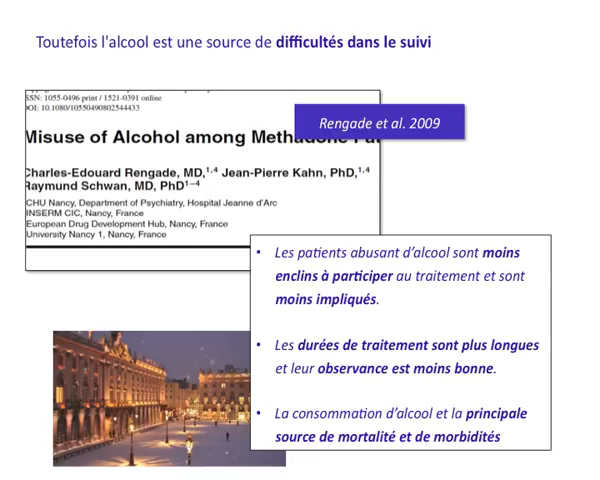 Toutefois l'alcool est une source de difficultés dans le suivi
SSN: 1055-0496 print / 1521-0391 online
DOI: 10.1080/10550490802544433
Rengade et al. 2009
Misuse of Alcohol among Methadone Pat
Charles-Edouard Rengade, MD,1,4 Jean-Pierre Kahn, PhD,1,4
Raymund Schwan, MD, PhD1–4
CHU Nancy, Department of Psychiatry, Hospital Jeanne d'Arc
INSERM CIC, Nancy, France
European Drug Development Hub, Nancy, France
University Nancy 1, Nancy, France
• Les patients abusant d'alcool sont moins
enclins à participer au traitement et sont
moins impliqués.
• Les durées de traitement sont plus longues
et leur observance est moins bonne.
• La consommation d'alcool et la principale
source de mortalité et de morbidités